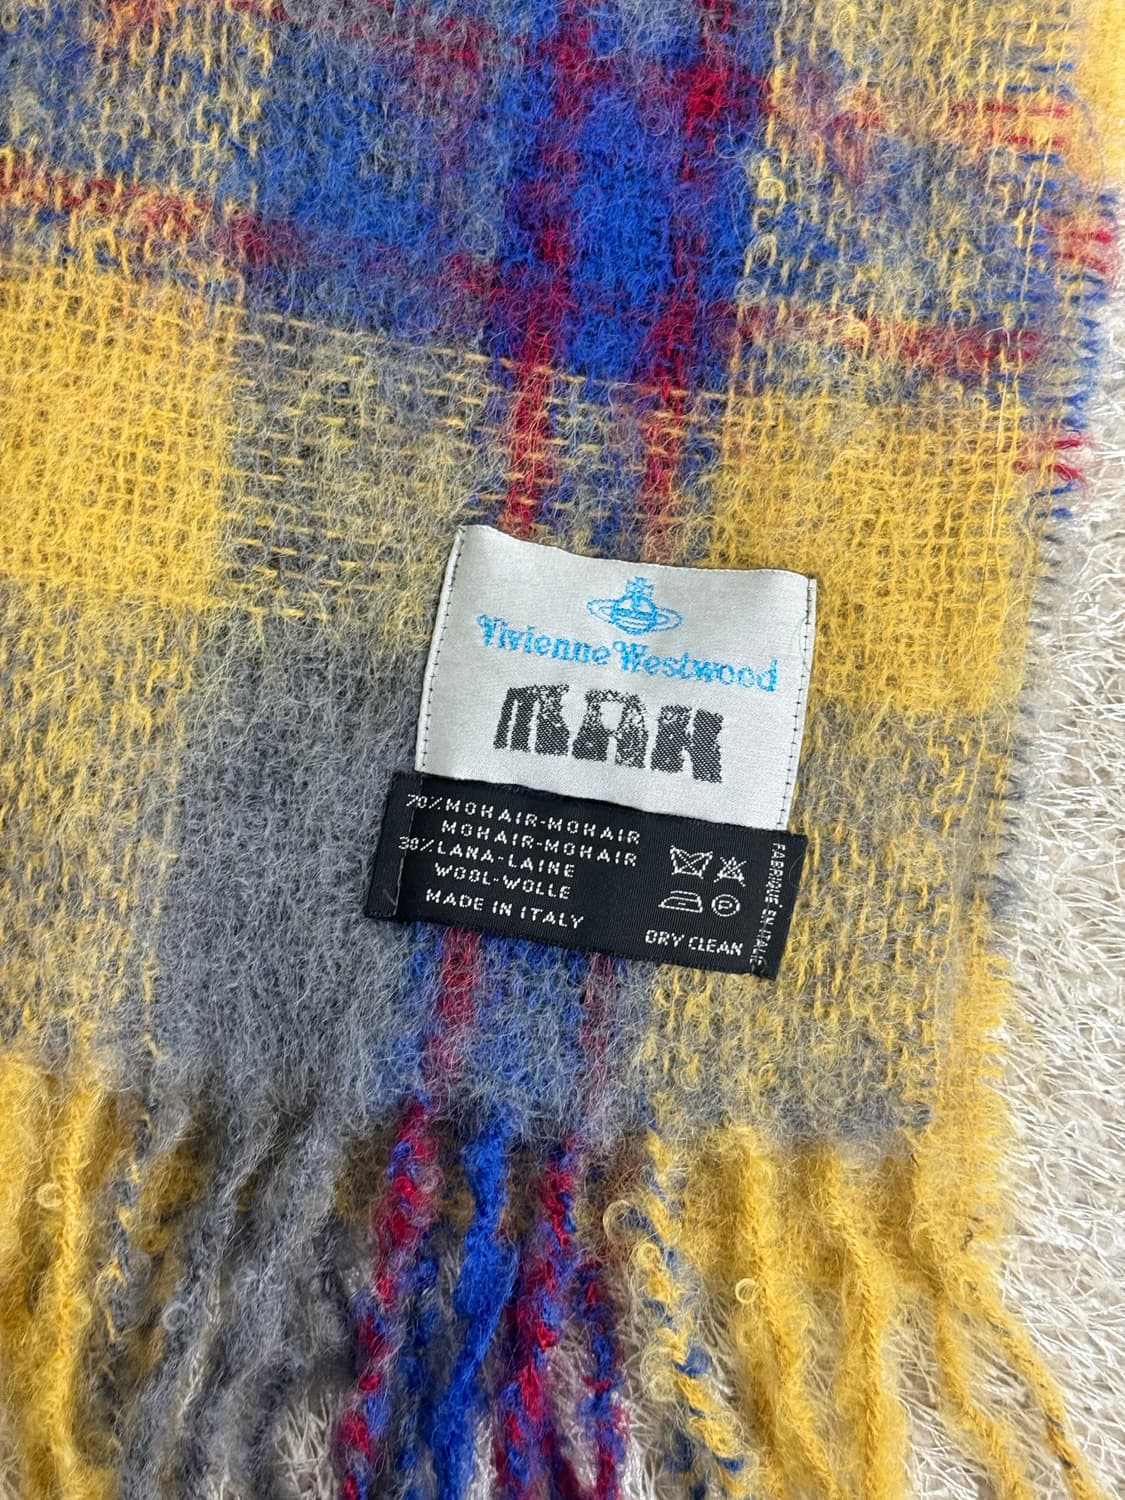 Vivienne Westwood
MAN
70% MOHAIR-MOHAIR
MOHAIR-MOHAIR
30% LANA-LAINE
WOOL-WOLLE
MADE IN ITALY
P
DRY CLEAN
FABRIQUE EN ITALIE